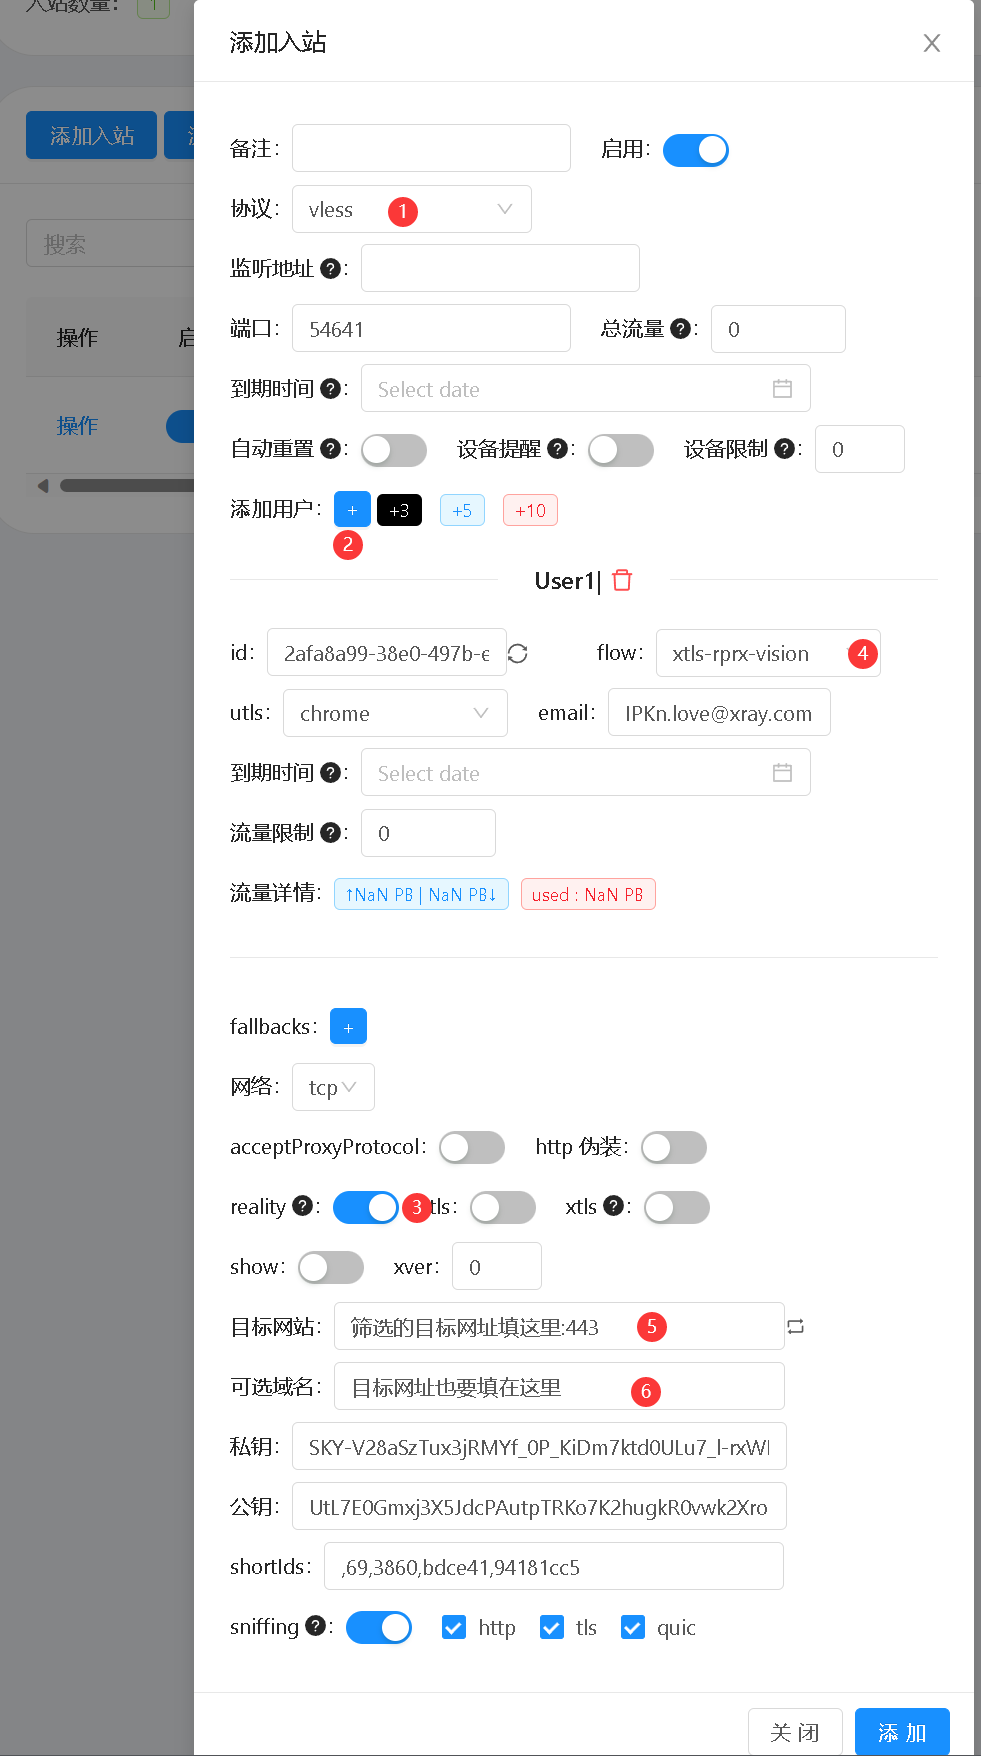 入站数量： 1
添加入站
添加入站
备注：
启用：
协议： vless 1
监听地址 ? ：
端口： 54641 总流量 ? ： 0
搜索
操作
到期时间 ? ： Select date
操作
自动重置 ? ： 设备提醒 ? ： 设备限制 ? ： 0
添加用户： + +3 +5 +10
2
User1|
id： 2afa8a99-38e0-497b-e flow： xtls-rprx-vision 4
utls： chrome email： IPKn.love@xray.com
到期时间 ? ： Select date
流量限制 ? ： 0
流量详情： ↑NaN PB | NaN PB↓ used : NaN PB
fallbacks： +
网络： tcp
acceptProxyProtocol： http 伪装：
reality ? ： 3 tls： xtls ? ：
show： xver： 0
目标网站： 筛选的目标网址填这里:443 5
可选域名： 目标网址也要填在这里 6
私钥： SKY-V28aSzTux3jRMYf_0P_KiDm7ktd0ULu7_l-rxW
公钥： UtL7E0Gmxj3X5JdcPAutpTRKo7K2hugkR0vwk2Xro
shortIds： ,69,3860,bdce41,94181cc5
sniffing ? ： http tls quic
关 闭 添 加